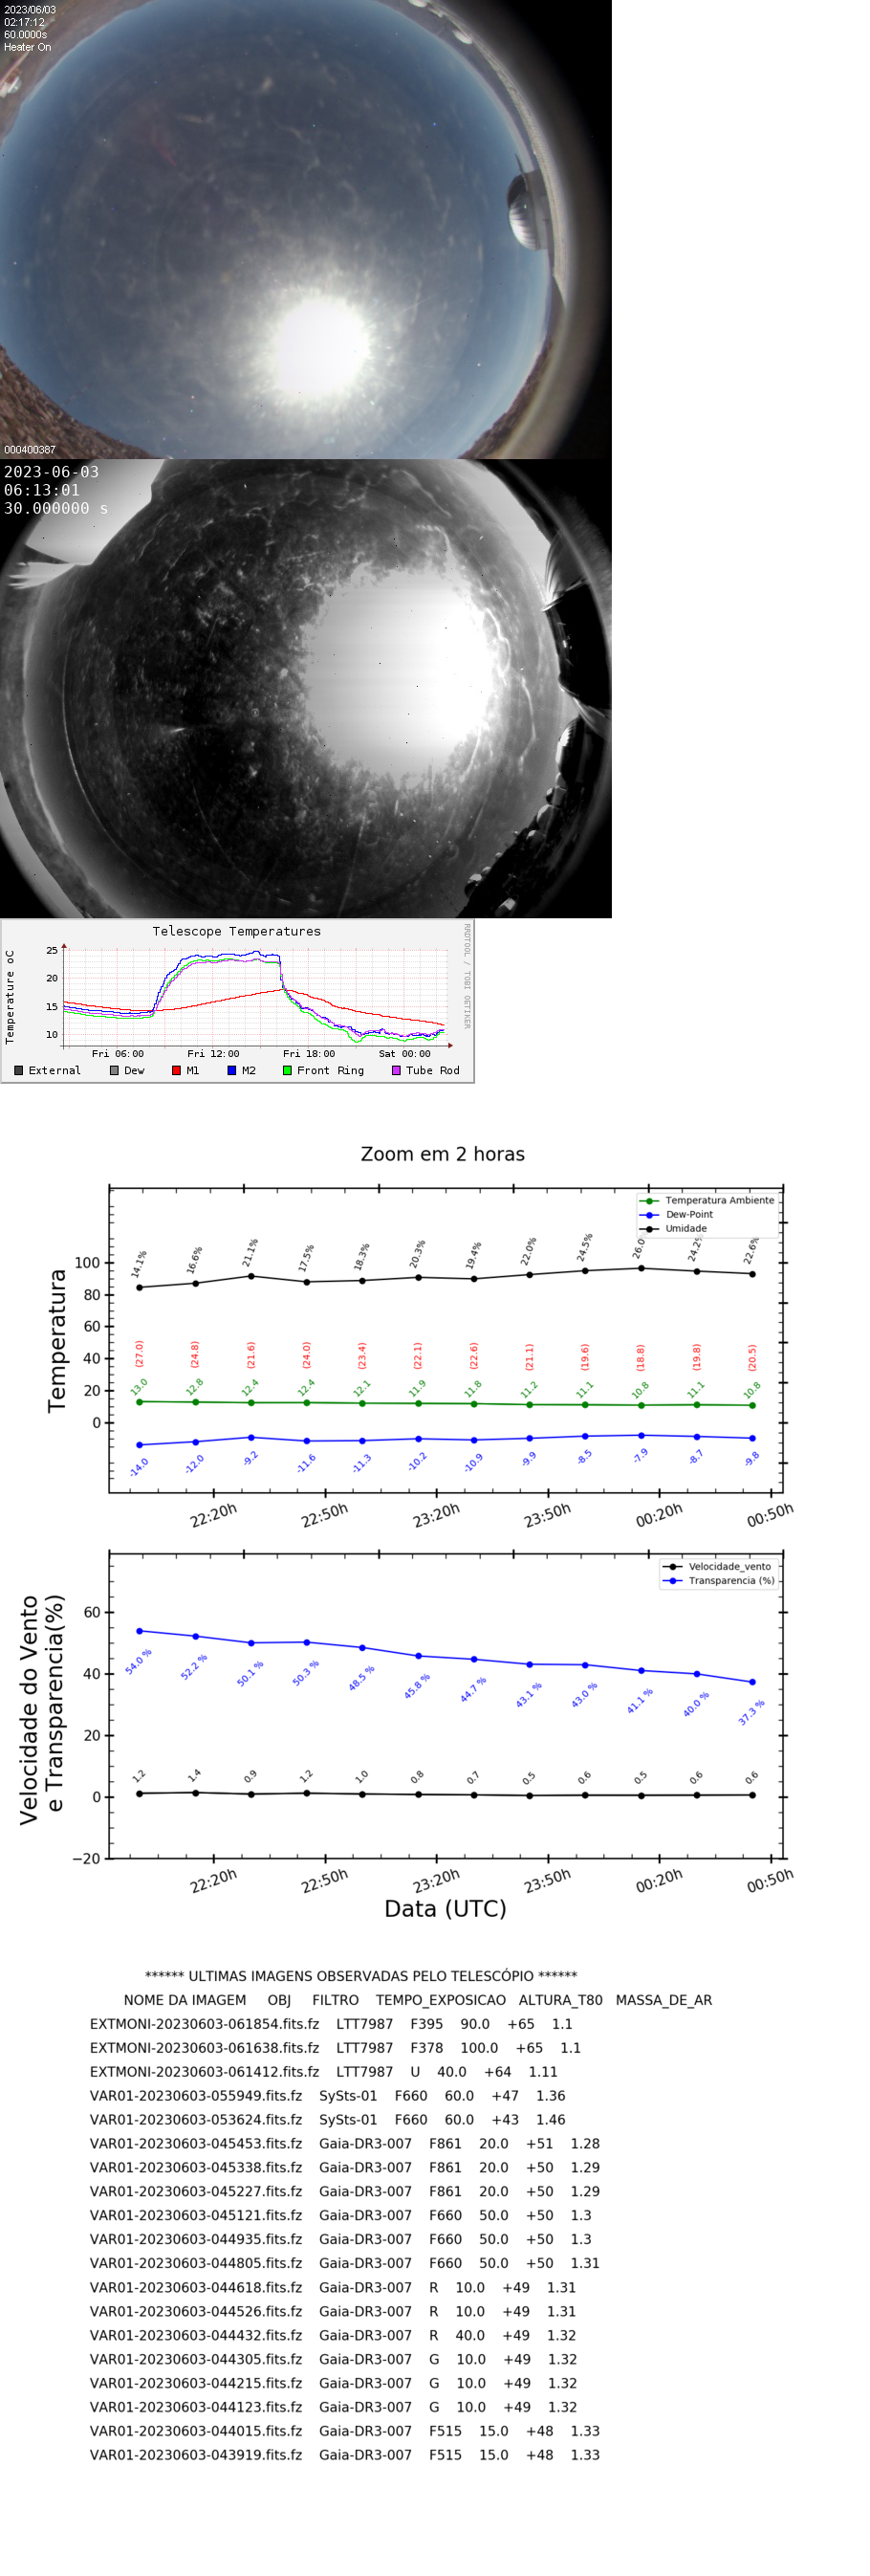 2023/06/03
02:17:12
60.0000s
Heater On
000400387
2023-06-03
06:13:01
30.000000 s
Telescope Temperatures
RRDTOOL / TOBI OETIKER
Temperature oC
25
20
15
10
Fri 06:00 Fri 12:00 Fri 18:00 Sat 00:00
External Dew M1 M2 Front Ring Tube Rod
Zoom em 2 horas
Temperatura Ambiente
Dew-Point
Umidade
Temperatura
100
80
60
40
20
0
14.1% 16.6% 21.1% 17.5% 18.3% 20.3% 19.4% 22.0% 24.5% 26.0 24.2% 22.6%
(27.0) (24.8) (21.6) (24.0) (23.4) (22.1) (22.6) (21.1) (19.6) (18.8) (19.8) (20.5)
13.0 12.8 12.4 12.4 12.1 11.9 11.8 11.2 11.1 10.8 11.1 10.8
-14.0 -12.0 -9.2 -11.6 -11.3 -10.2 -10.9 -9.9 -8.5 -7.9 -8.7 -9.8
22:20h 22:50h 23:20h 23:50h 00:20h 00:50h
Velocidade_vento
Transparencia (%)
Velocidade do Vento
e Transparencia(%)
60
40
20
0
−20
54.0 % 52.2 % 50.1 % 50.3 % 48.5 % 45.8 % 44.7 % 43.1 % 43.0 % 41.1 % 40.0 % 37.3 %
1.2 1.4 0.9 1.2 1.0 0.8 0.7 0.5 0.6 0.5 0.6 0.6
22:20h 22:50h 23:20h 23:50h 00:20h 00:50h
Data (UTC)
****** ULTIMAS IMAGENS OBSERVADAS PELO TELESCÓPIO ******
NOME DA IMAGEM OBJ FILTRO TEMPO_EXPOSICAO ALTURA_T80 MASSA_DE_AR
EXTMONI-20230603-061854.fits.fz LTT7987 F395 90.0 +65 1.1
EXTMONI-20230603-061638.fits.fz LTT7987 F378 100.0 +65 1.1
EXTMONI-20230603-061412.fits.fz LTT7987 U 40.0 +64 1.11
VAR01-20230603-055949.fits.fz SySts-01 F660 60.0 +47 1.36
VAR01-20230603-053624.fits.fz SySts-01 F660 60.0 +43 1.46
VAR01-20230603-045453.fits.fz Gaia-DR3-007 F861 20.0 +51 1.28
VAR01-20230603-045338.fits.fz Gaia-DR3-007 F861 20.0 +50 1.29
VAR01-20230603-045227.fits.fz Gaia-DR3-007 F861 20.0 +50 1.29
VAR01-20230603-045121.fits.fz Gaia-DR3-007 F660 50.0 +50 1.3
VAR01-20230603-044935.fits.fz Gaia-DR3-007 F660 50.0 +50 1.3
VAR01-20230603-044805.fits.fz Gaia-DR3-007 F660 50.0 +50 1.31
VAR01-20230603-044618.fits.fz Gaia-DR3-007 R 10.0 +49 1.31
VAR01-20230603-044526.fits.fz Gaia-DR3-007 R 10.0 +49 1.31
VAR01-20230603-044432.fits.fz Gaia-DR3-007 R 40.0 +49 1.32
VAR01-20230603-044305.fits.fz Gaia-DR3-007 G 10.0 +49 1.32
VAR01-20230603-044215.fits.fz Gaia-DR3-007 G 10.0 +49 1.32
VAR01-20230603-044123.fits.fz Gaia-DR3-007 G 10.0 +49 1.32
VAR01-20230603-044015.fits.fz Gaia-DR3-007 F515 15.0 +48 1.33
VAR01-20230603-043919.fits.fz Gaia-DR3-007 F515 15.0 +48 1.33